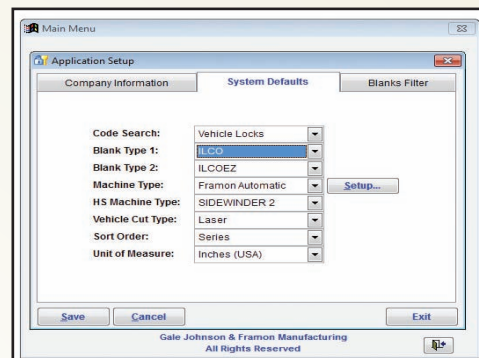 Main Menu
Application Setup
Company Information System Defaults Blanks Filter
Code Search: Vehicle Locks
Blank Type 1: ILCO
Blank Type 2: ILCOEZ
Machine Type: Framon Automatic Setup...
HS Machine Type: SIDEWINDER 2
Vehicle Cut Type: Laser
Sort Order: Series
Unit of Measure: Inches (USA)
Save Cancel Exit
Gale Johnson & Framon Manufacturing
All Rights Reserved